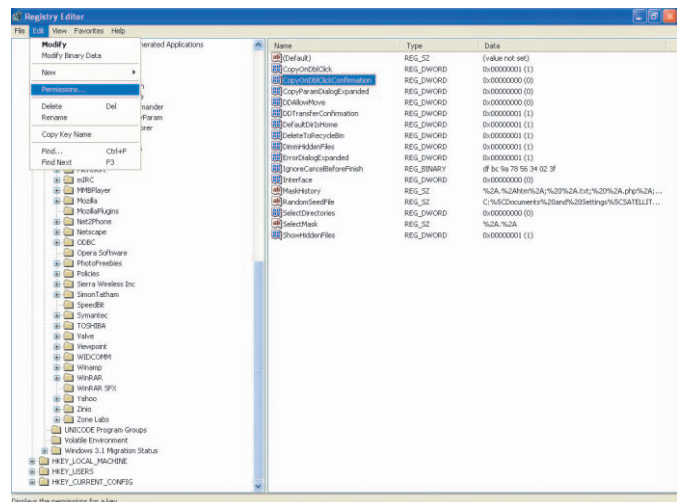 Registry Editor
File Edit View Favorites Help
Modify
Modify Binary Data
New
Permissions...
Delete Del
Rename
Copy Key Name
Find... Ctrl+F
Find Next F3
erated Applications
mander
Param
orer
mIRC
MMBPlayer
Mozilla
MozillaPlugins
Net2Phone
Netscape
ODBC
Opera Software
PhotoFreebies
Policies
Sierra Wireless Inc
SimonTatham
SpeedBit
Symantec
TOSHIBA
Valve
Viewpoint
WIDCOMM
Winamp
WinRAR
WinRAR SFX
Yahoo
Zinio
Zone Labs
UNICODE Program Groups
Volatile Environment
Windows 3.1 Migration Status
HKEY_LOCAL_MACHINE
HKEY_USERS
HKEY_CURRENT_CONFIG
Name Type Data
(Default) REG_SZ (value not set)
CopyOnDblClick REG_DWORD 0x00000001 (1)
CopyOnDblClickConfirmation REG_DWORD 0x00000000 (0)
CopyParamDialogExpanded REG_DWORD 0x00000000 (0)
DDAllowMove REG_DWORD 0x00000000 (0)
DDTransferConfirmation REG_DWORD 0x00000001 (1)
DefaultDirIsHome REG_DWORD 0x00000001 (1)
DeleteToRecycleBin REG_DWORD 0x00000001 (1)
DimmHiddenFiles REG_DWORD 0x00000001 (1)
ErrorDialogExpanded REG_DWORD 0x00000001 (1)
IgnoreCancelBeforeFinish REG_BINARY df bc 9a 78 56 34 02 3f
Interface REG_DWORD 0x00000000 (0)
MaskHistory REG_SZ %2A.%2Ahtm%2A;%20%2A.txt;%20%2A.php%2A;...
RandomSeedFile REG_SZ C:%5CDocuments%20and%20Settings%5CSATELLIT...
SelectDirectories REG_DWORD 0x00000000 (0)
SelectMask REG_SZ %2A.%2A
ShowHiddenFiles REG_DWORD 0x00000001 (1)
Displays the permissions for a key